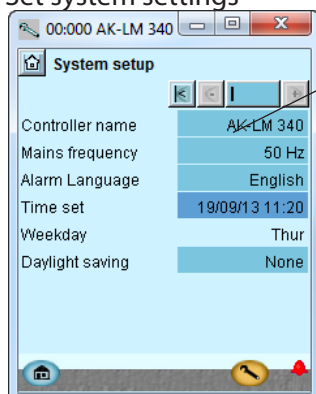 Set system settings
00:000 AK-LM 340
System setup
Controller name AK-LM 340
Mains frequency 50 Hz
Alarm Language English
Time set 19/09/13 11:20
Weekday Thur
Daylight saving None